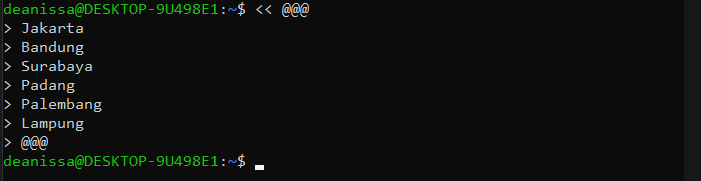 deanissa@DESKTOP-9U498E1:~$ << @@@
> Jakarta
> Bandung
> Surabaya
> Padang
> Palembang
> Lampung
> @@@
deanissa@DESKTOP-9U498E1:~$